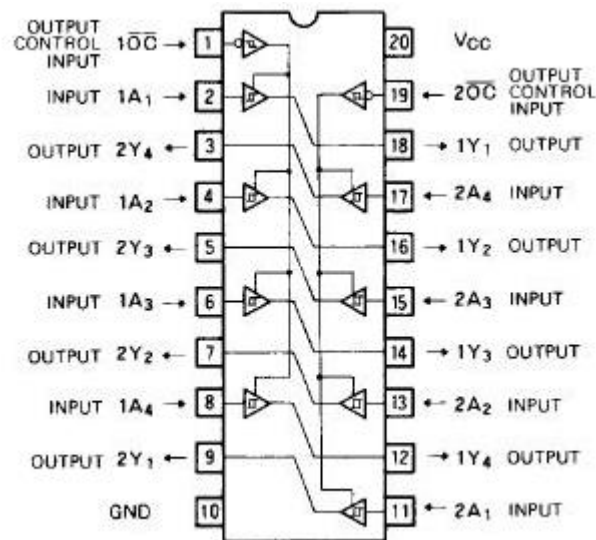 OUTPUT
CONTROL 1O̅C̅
INPUT
1
20
VCC
INPUT 1A1
2
19
2O̅C̅
OUTPUT
CONTROL
INPUT
OUTPUT 2Y4
3
18
1Y1 OUTPUT
INPUT 1A2
4
17
2A4 INPUT
OUTPUT 2Y3
5
16
1Y2 OUTPUT
INPUT 1A3
6
15
2A3 INPUT
OUTPUT 2Y2
7
14
1Y3 OUTPUT
INPUT 1A4
8
13
2A2 INPUT
OUTPUT 2Y1
9
12
1Y4 OUTPUT
GND
10
11
2A1 INPUT